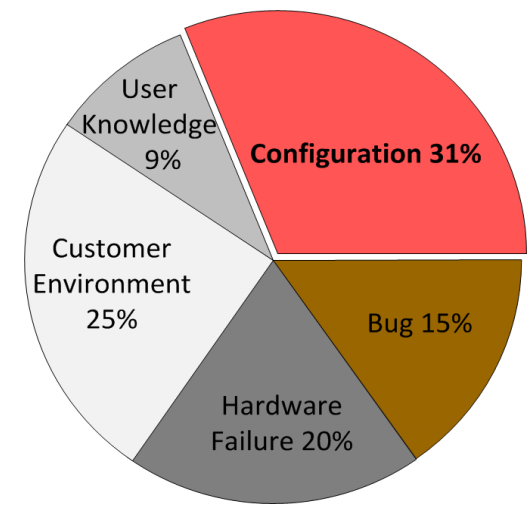 User
Knowledge
9%
Configuration 31%
Customer
Environment
25%
Bug 15%
Hardware
Failure 20%